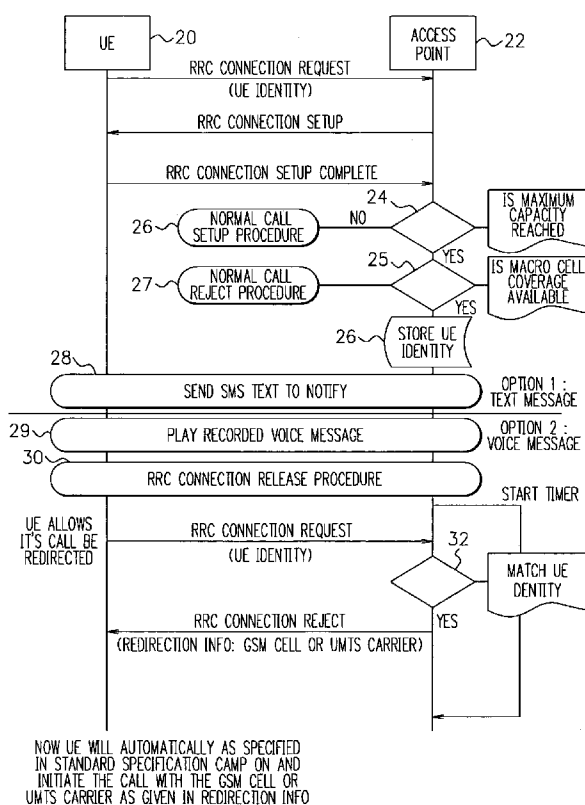 UE
20
ACCESS
POINT
22
RRC CONNECTION REQUEST
(UE IDENTITY)
RRC CONNECTION SETUP
RRC CONNECTION SETUP COMPLETE
24
IS MAXIMUM
CAPACITY
REACHED
26
NORMAL CALL
SETUP PROCEDURE
NO
YES
25
IS MACRO CELL
COVERAGE
AVAILABLE
27
NORMAL CALL
REJECT PROCEDURE
YES
26
STORE UE
IDENTITY
28
SEND SMS TEXT TO NOTIFY
OPTION 1 :
TEXT MESSAGE
29
PLAY RECORDED VOICE MESSAGE
OPTION 2 :
VOICE MESSAGE
30
RRC CONNECTION RELEASE PROCEDURE
START TIMER
UE ALLOWS
IT'S CALL BE
REDIRECTED
RRC CONNECTION REQUEST
(UE IDENTITY)
32
MATCH UE
DENTITY
YES
RRC CONNECTION REJECT
(REDIRECTION INFO: GSM CELL OR UMTS CARRIER)
NOW UE WILL AUTOMATICALLY AS SPECIFIED
IN STANDARD SPECIFICATION CAMP ON AND
INITIATE THE CALL WITH THE GSM CELL OR
UMTS CARRIER AS GIVEN IN REDIRECTION INFO